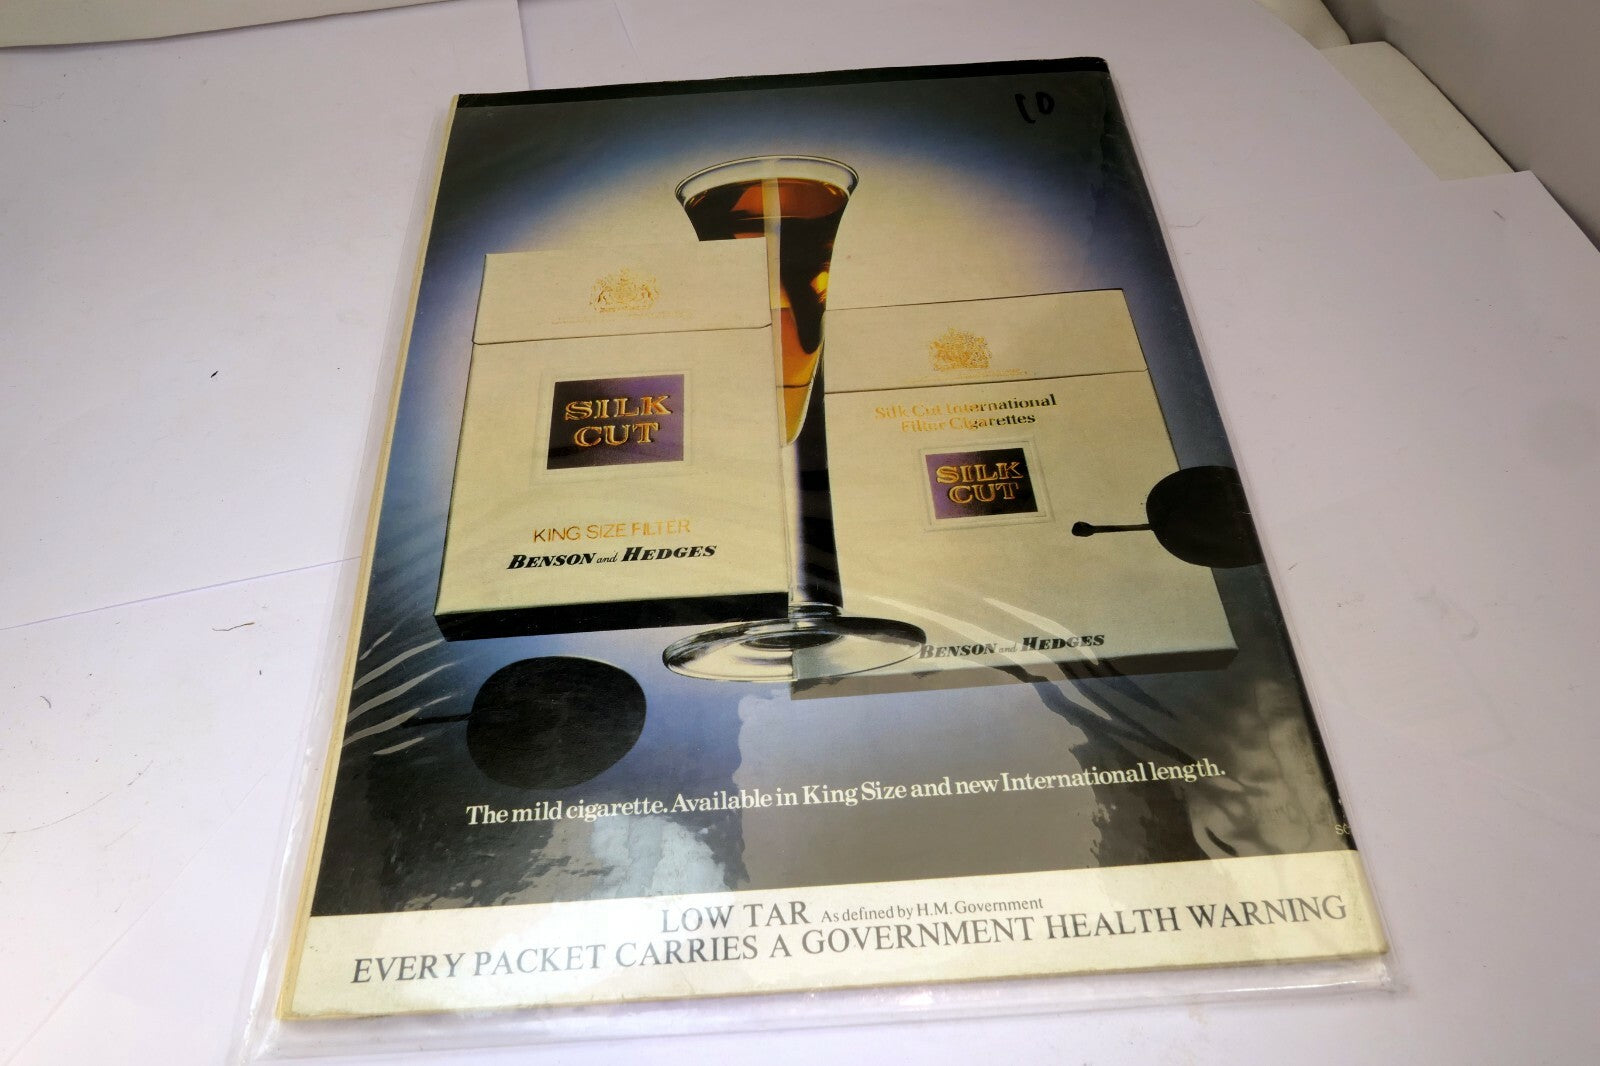 SILK
CUT
KING SIZE FILTER
BENSON and HEDGES
Silk Cut International
Filter Cigarettes
SILK
CUT
BENSON and HEDGES
The mild cigarette. Available in King Size and new International length.
LOW TAR As defined by H.M. Government
EVERY PACKET CARRIES A GOVERNMENT HEALTH WARNING